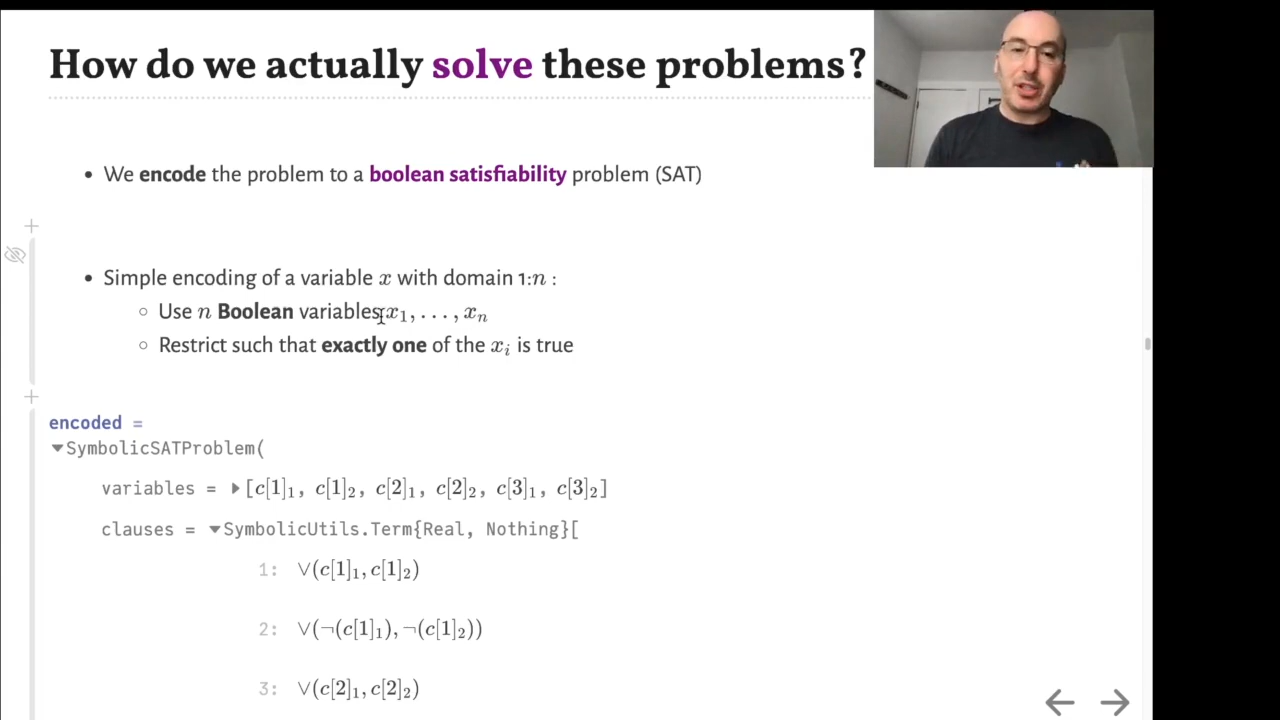 How do we actually solve these problems?
• We encode the problem to a boolean satisfiability problem (SAT)
• Simple encoding of a variable x with domain 1:n :
◦ Use n Boolean variables x₁, . . . , xₙ
◦ Restrict such that exactly one of the xᵢ is true
encoded =
▼SymbolicSATProblem(
variables = ▶[c[1]₁, c[1]₂, c[2]₁, c[2]₂, c[3]₁, c[3]₂]
clauses = ▼SymbolicUtils.Term{Real, Nothing}[
1: ∨(c[1]₁, c[1]₂)
2: ∨(¬(c[1]₁), ¬(c[1]₂))
3: ∨(c[2]₁, c[2]₂)